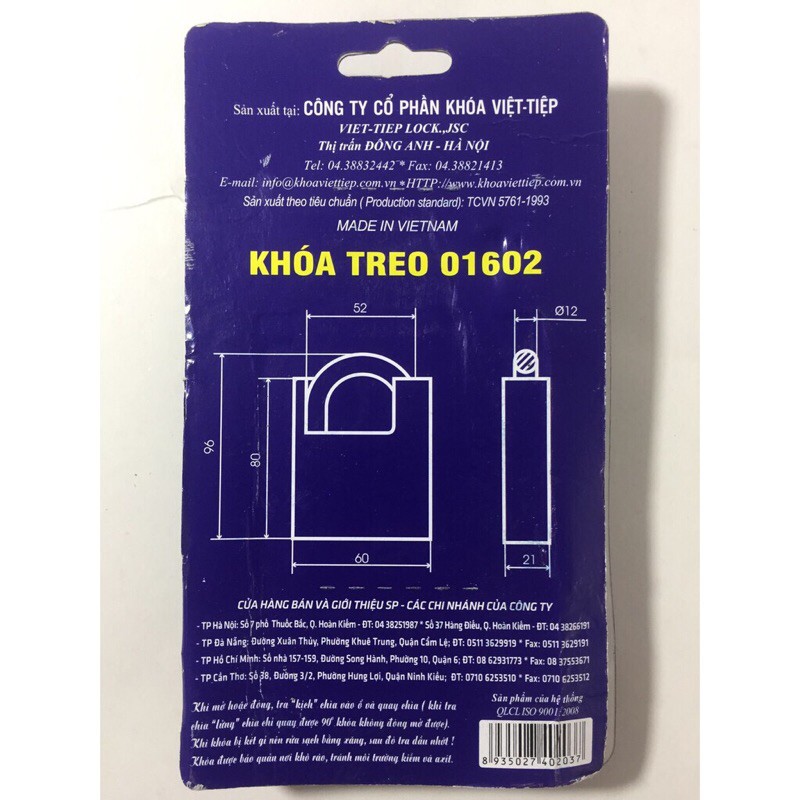 Sản xuất tại: CÔNG TY CỔ PHẦN KHÓA VIỆT-TIỆP
VIET-TIEP LOCK.,JSC
Thị trấn ĐÔNG ANH - HÀ NỘI
Tel: 04.38832442 * Fax: 04.38821413
E-mail: info@khoaviettiep.com.vn *HTTP://www.khoaviettiep.com.vn
Sản xuất theo tiêu chuẩn ( Production standard): TCVN 5761-1993
MADE IN VIETNAM
KHÓA TREO 01602
52
Ø12
96
80
60
21
CỬA HÀNG BÁN VÀ GIỚI THIỆU SP - CÁC CHI NHÁNH CỦA CÔNG TY
- TP Hà Nội: Số 7 phố Thuốc Bắc, Q. Hoàn Kiếm - ĐT: 04 38251987 * Số 37 Hàng Điếu, Q. Hoàn Kiếm - ĐT: 04 38266191
- TP Đà Nẵng: Đường Xuân Thủy, Phường Khuê Trung, Quận Cẩm Lệ; ĐT: 0511 3629919 * Fax: 0511 3629191
- TP Hồ Chí Minh: Số nhà 157-159, Đường Song Hành, Phường 10, Quận 6; ĐT: 08 62931773 * Fax: 08 37553671
- TP Cần Thơ: Số 38, Đường 3/2, Phường Hưng Lợi, Quận Ninh Kiều; ĐT: 0710 6253510 * Fax: 0710 6253512
Khi mở hoặc đóng, tra "kịch" chìa vào ổ và quay chìa ( khi tra
chìa "lửng" chìa chỉ quay được 90° khóa không đóng mở được).
Khi khóa bị kẹt gỉ nên rửa sạch bằng xăng, sau đó tra dầu nhớt !
Khóa được bảo quản nơi khô ráo, tránh môi trường kiềm và axit.
Sản phẩm của hệ thống
QLCL ISO 9001:2008
8 935027 402037